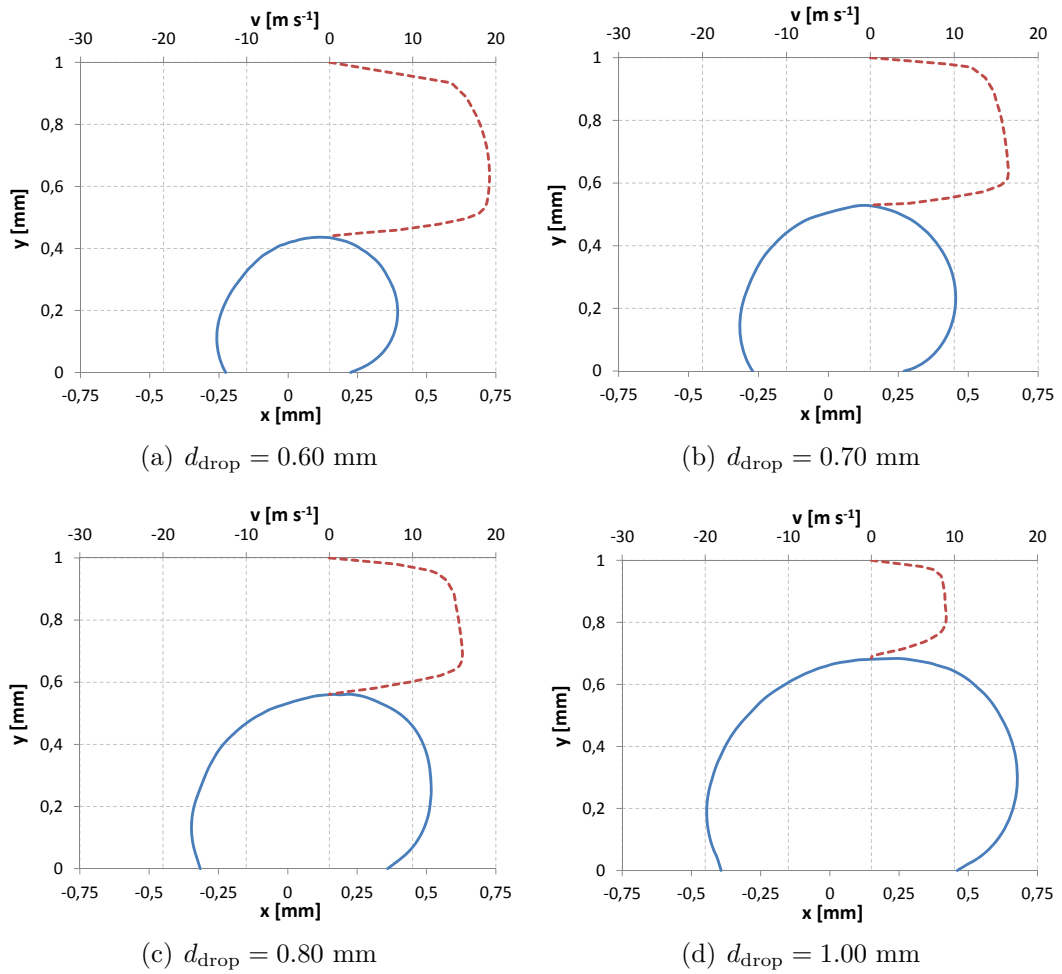 v [m s⁻¹]
-30 -20 -10 0 10 20
1
0,8
0,6
0,4
0,2
0
y [mm]
-0,75 -0,5 -0,25 0 0,25 0,5 0,75
x [mm]
(a) d_drop = 0.60 mm
v [m s⁻¹]
-30 -20 -10 0 10 20
1
0,8
0,6
0,4
0,2
0
y [mm]
-0,75 -0,5 -0,25 0 0,25 0,5 0,75
x [mm]
(b) d_drop = 0.70 mm
v [m s⁻¹]
-30 -20 -10 0 10 20
1
0,8
0,6
0,4
0,2
0
y [mm]
-0,75 -0,5 -0,25 0 0,25 0,5 0,75
x [mm]
(c) d_drop = 0.80 mm
v [m s⁻¹]
-30 -20 -10 0 10 20
1
0,8
0,6
0,4
0,2
0
y [mm]
-0,75 -0,5 -0,25 0 0,25 0,5 0,75
x [mm]
(d) d_drop = 1.00 mm